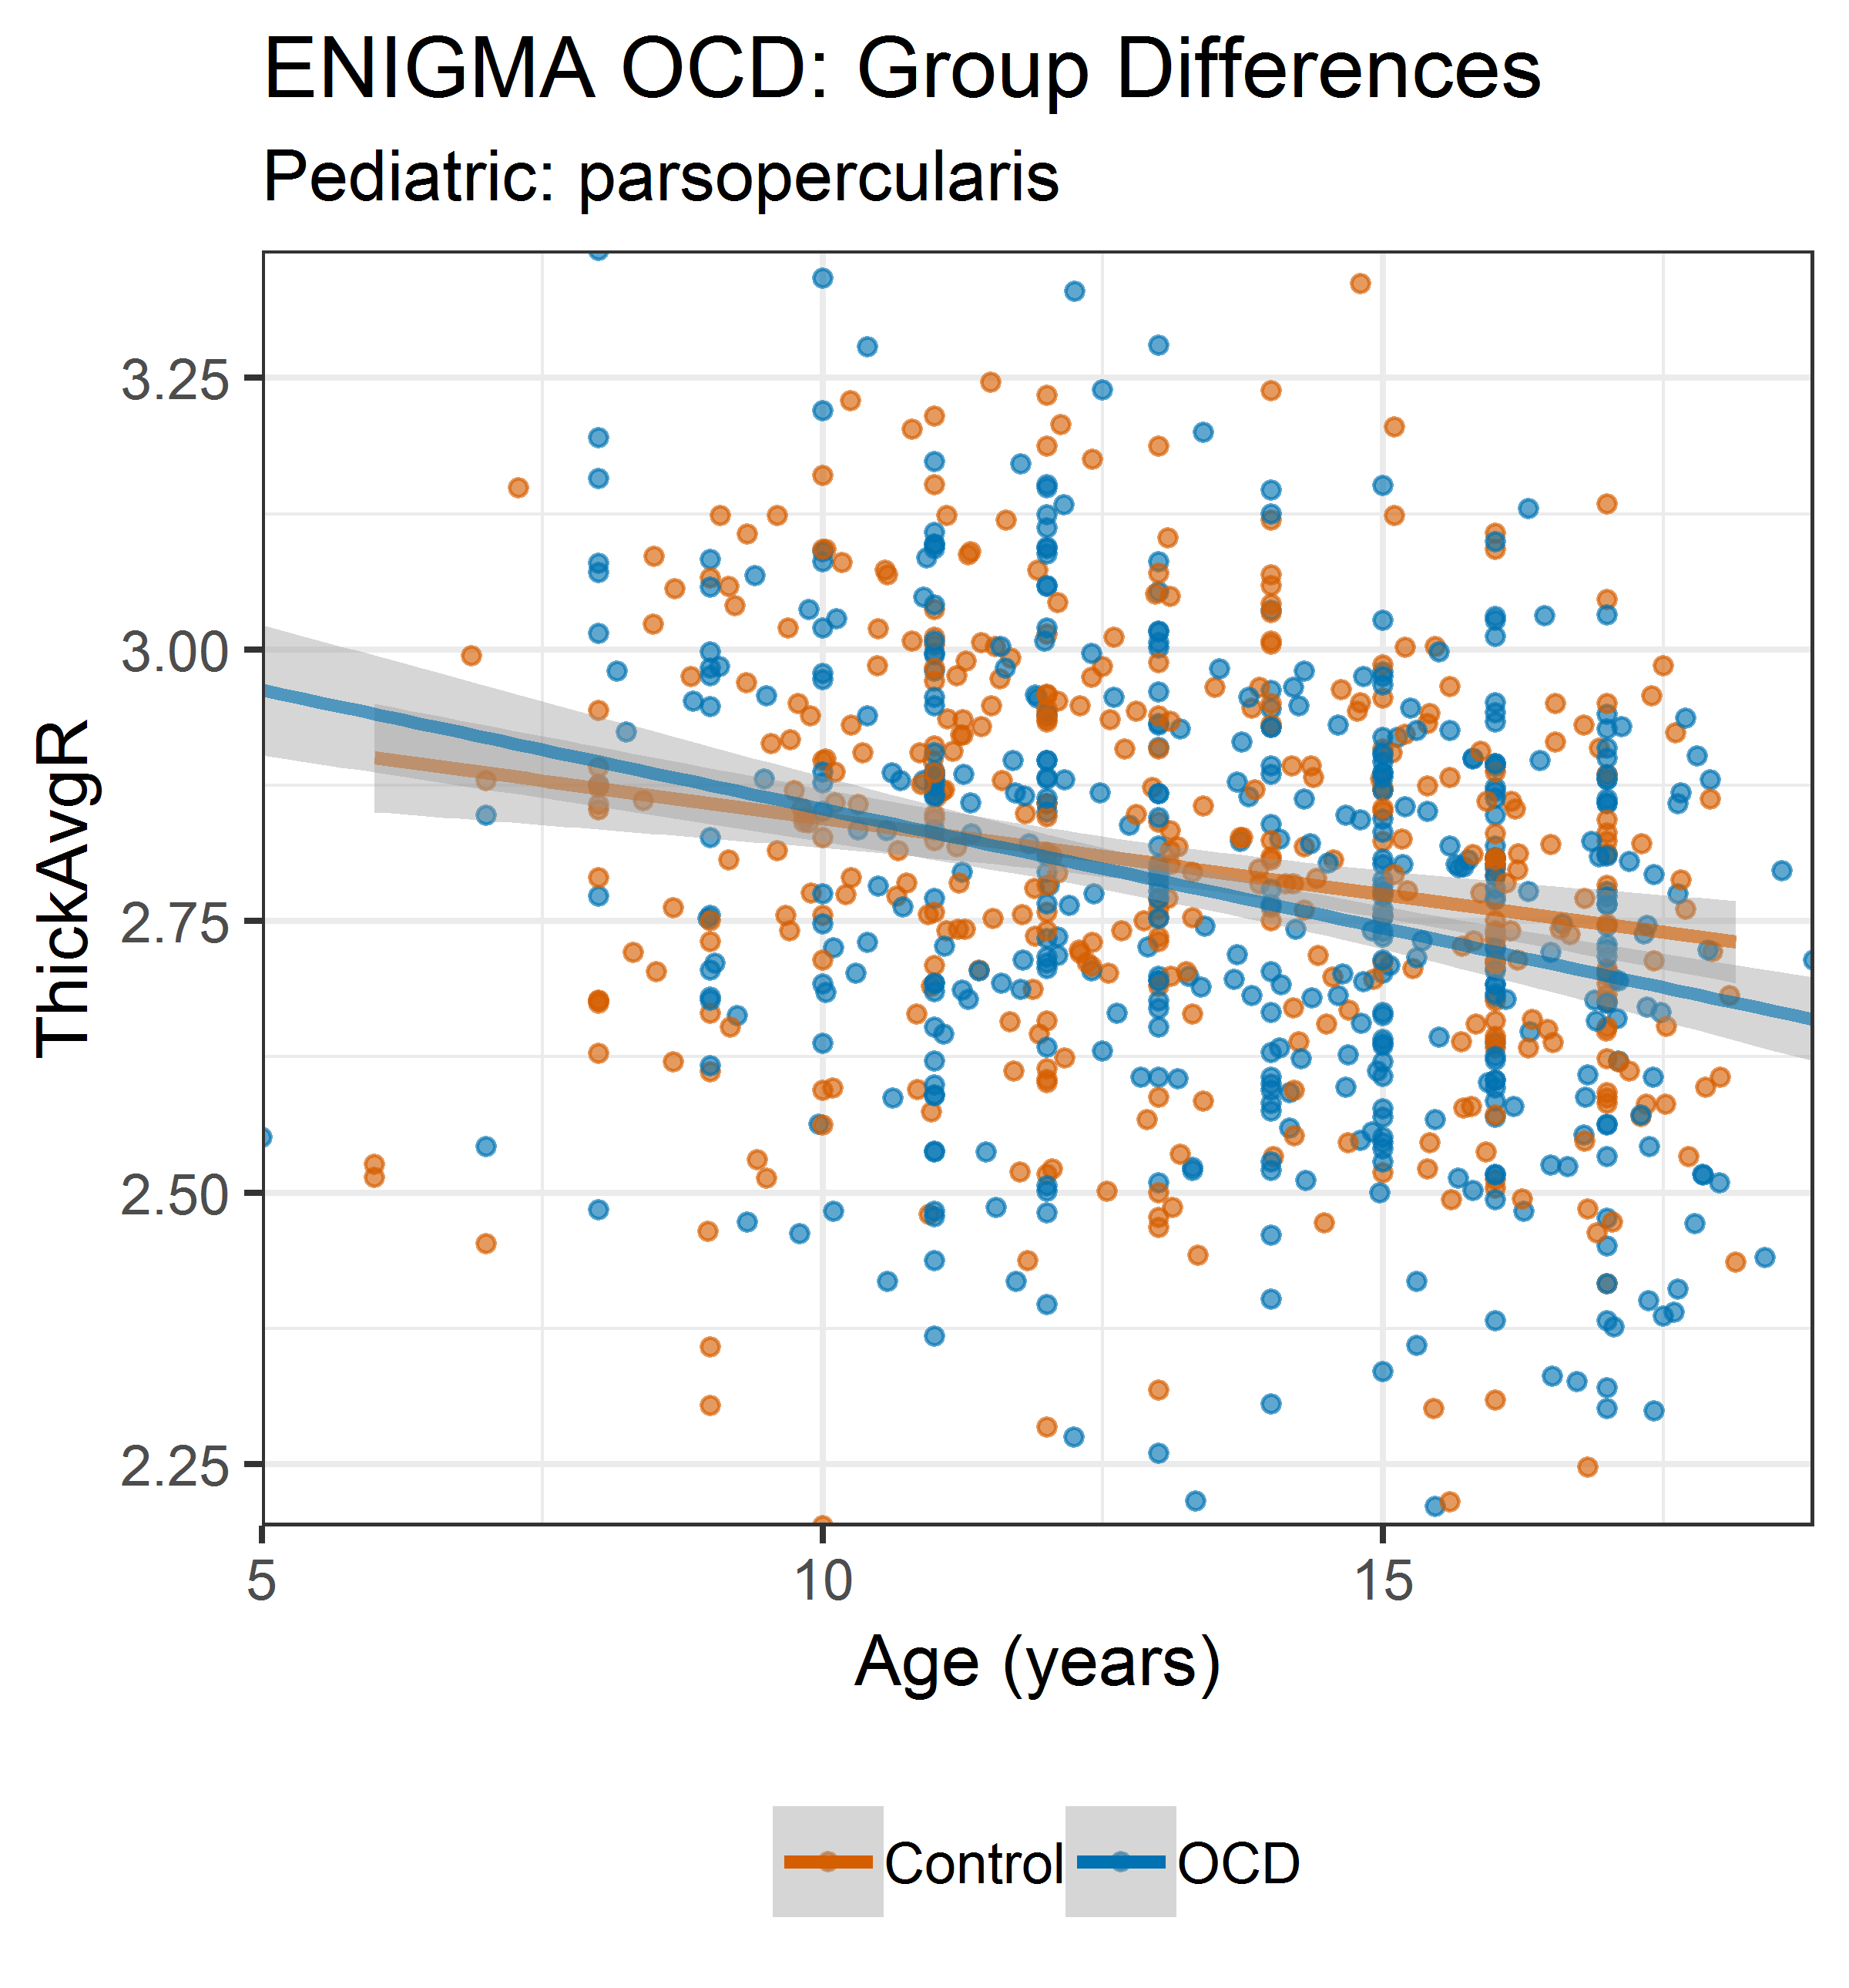 ENIGMA OCD: Group Differences
Pediatric: parsopercularis
ThickAvgR
3.25
3.00
2.75
2.50
2.25
5 10 15
Age (years)
Control OCD